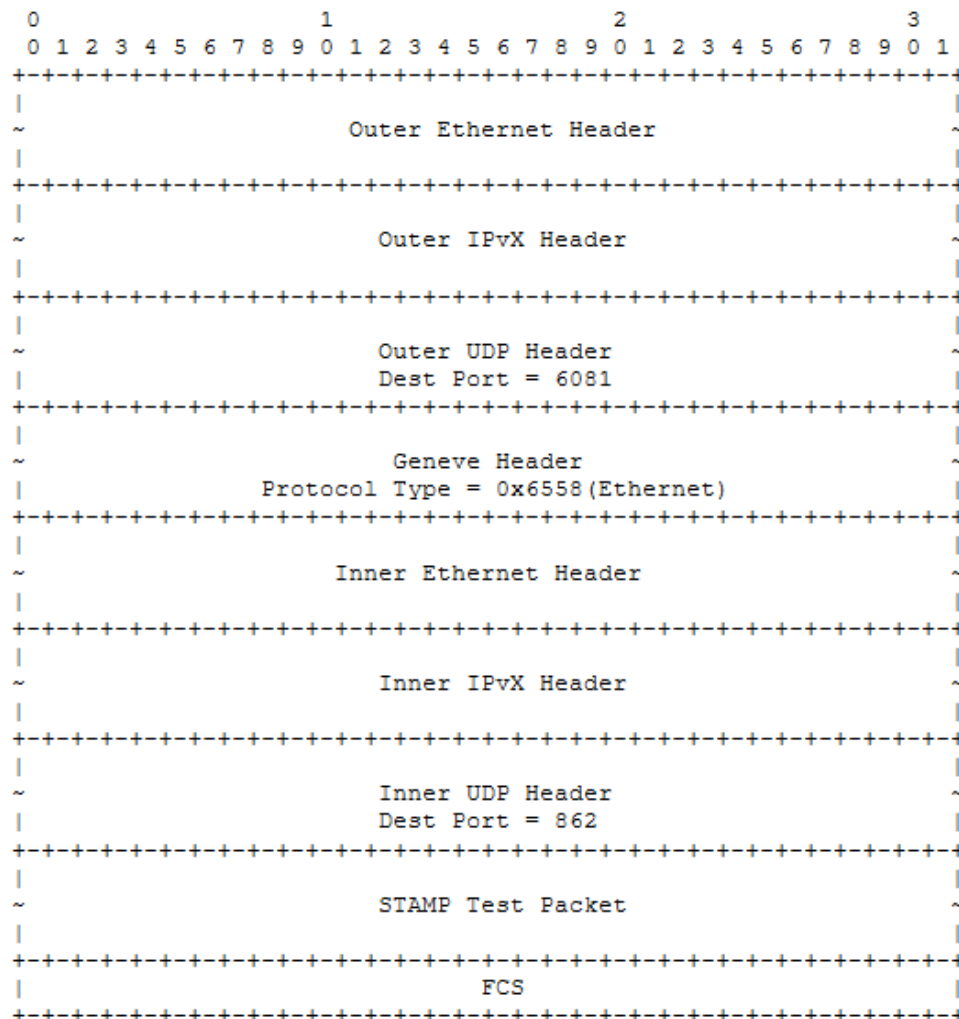 0                   1                   2                   3
 0 1 2 3 4 5 6 7 8 9 0 1 2 3 4 5 6 7 8 9 0 1 2 3 4 5 6 7 8 9 0 1
+-+-+-+-+-+-+-+-+-+-+-+-+-+-+-+-+-+-+-+-+-+-+-+-+-+-+-+-+-+-+-+-+
|                                                               |
~                      Outer Ethernet Header                    ~
|                                                               |
+-+-+-+-+-+-+-+-+-+-+-+-+-+-+-+-+-+-+-+-+-+-+-+-+-+-+-+-+-+-+-+-+
|                                                               |
~                        Outer IPvX Header                      ~
|                                                               |
+-+-+-+-+-+-+-+-+-+-+-+-+-+-+-+-+-+-+-+-+-+-+-+-+-+-+-+-+-+-+-+-+
|                                                               |
~                        Outer UDP Header                       ~
|                        Dest Port = 6081                       |
+-+-+-+-+-+-+-+-+-+-+-+-+-+-+-+-+-+-+-+-+-+-+-+-+-+-+-+-+-+-+-+-+
|                                                               |
~                         Geneve Header                         ~
|                Protocol Type = 0x6558(Ethernet)               |
+-+-+-+-+-+-+-+-+-+-+-+-+-+-+-+-+-+-+-+-+-+-+-+-+-+-+-+-+-+-+-+-+
|                                                               |
~                     Inner Ethernet Header                     ~
|                                                               |
+-+-+-+-+-+-+-+-+-+-+-+-+-+-+-+-+-+-+-+-+-+-+-+-+-+-+-+-+-+-+-+-+
|                                                               |
~                        Inner IPvX Header                      ~
|                                                               |
+-+-+-+-+-+-+-+-+-+-+-+-+-+-+-+-+-+-+-+-+-+-+-+-+-+-+-+-+-+-+-+-+
|                                                               |
~                        Inner UDP Header                       ~
|                        Dest Port = 862                        |
+-+-+-+-+-+-+-+-+-+-+-+-+-+-+-+-+-+-+-+-+-+-+-+-+-+-+-+-+-+-+-+-+
|                                                               |
~                        STAMP Test Packet                      ~
|                                                               |
+-+-+-+-+-+-+-+-+-+-+-+-+-+-+-+-+-+-+-+-+-+-+-+-+-+-+-+-+-+-+-+-+
|                               FCS                             |
+-+-+-+-+-+-+-+-+-+-+-+-+-+-+-+-+-+-+-+-+-+-+-+-+-+-+-+-+-+-+-+-+